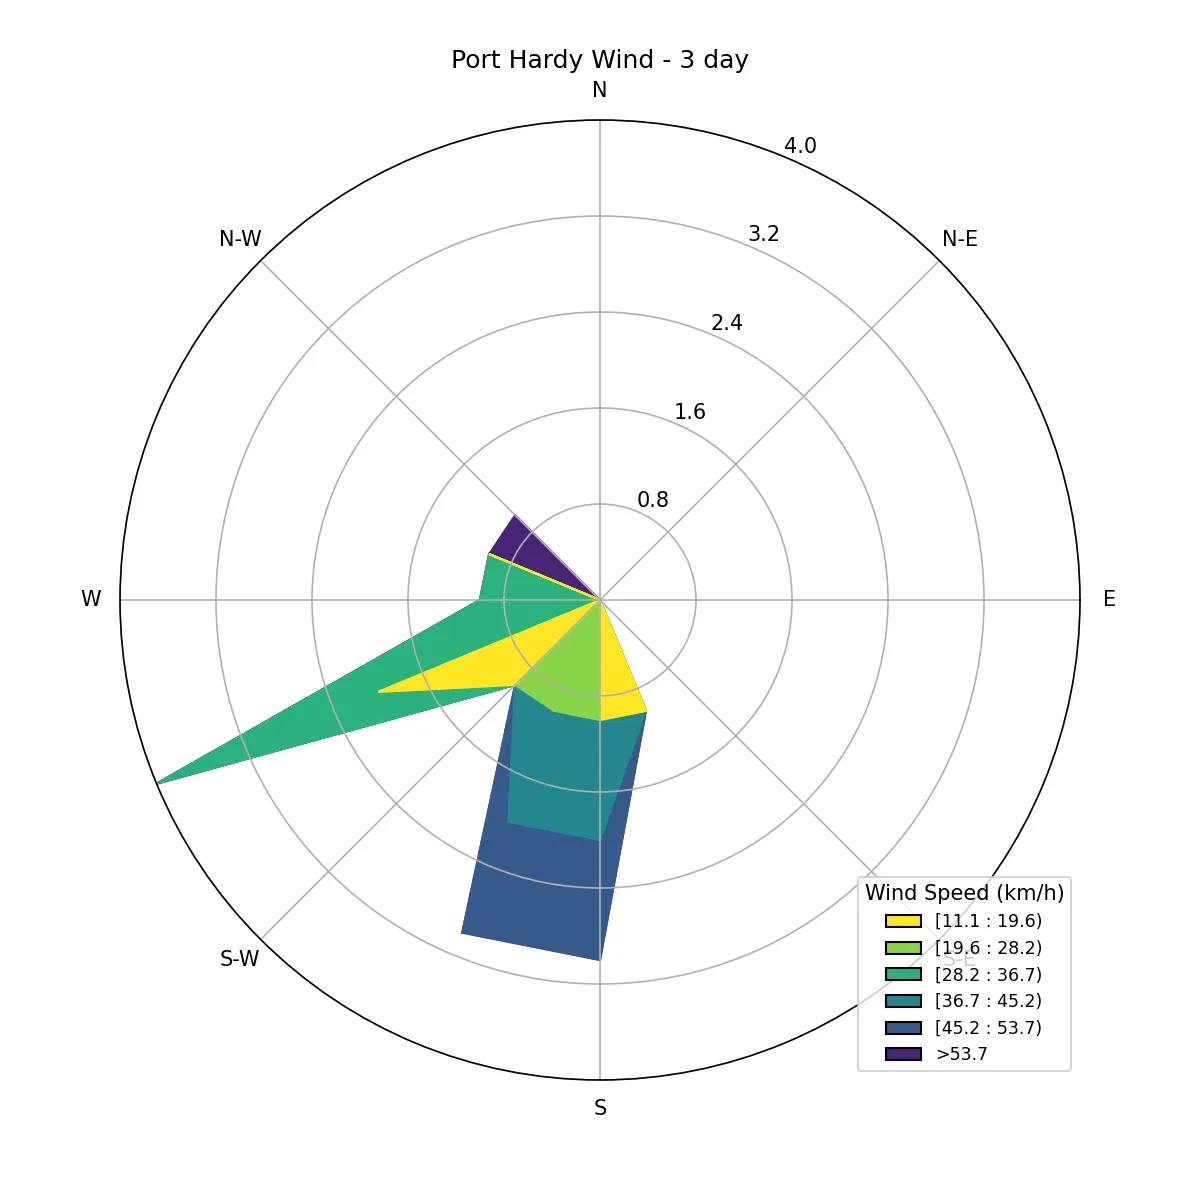 Port Hardy Wind - 3 day
N
4.0
N-W
3.2
N-E
2.4
1.6
0.8
W
E
S-W
S-E
S
Wind Speed (km/h)
[11.1 : 19.6)
[19.6 : 28.2)
[28.2 : 36.7)
[36.7 : 45.2)
[45.2 : 53.7)
>53.7